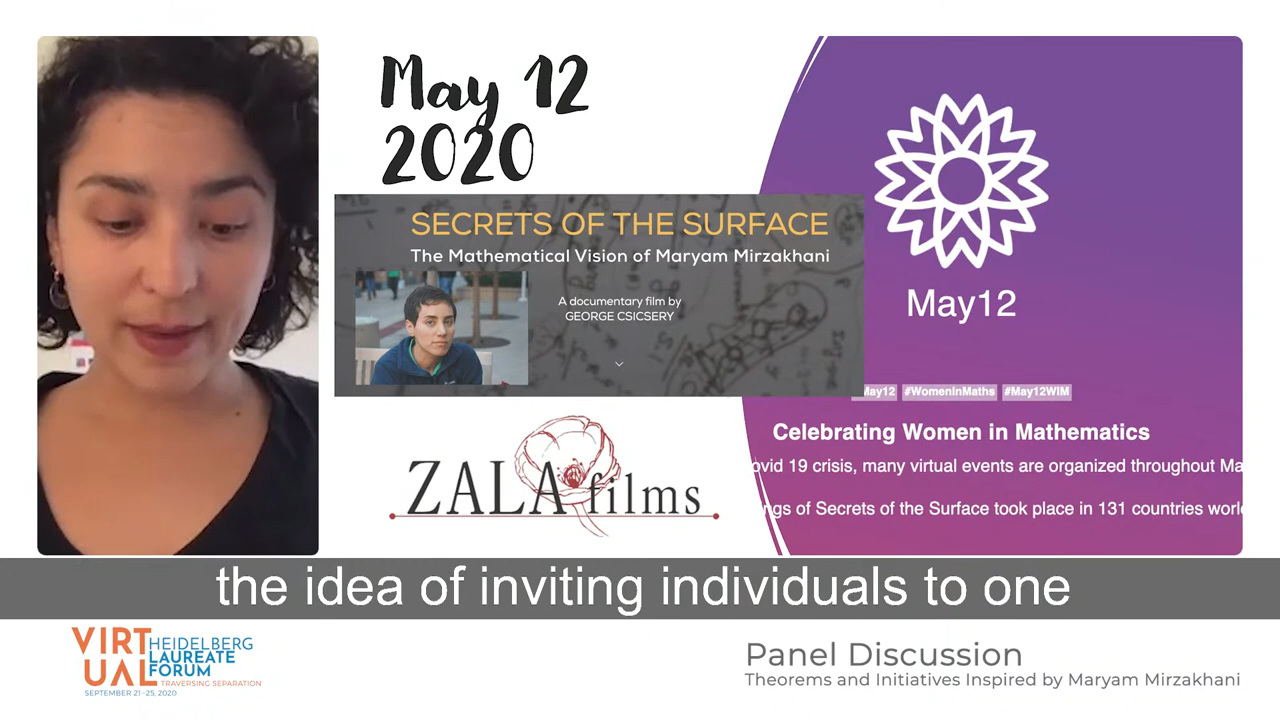 May 12
2020
SECRETS OF THE SURFACE
The Mathematical Vision of Maryam Mirzakhani
A documentary film by
GEORGE CSICSERY
ZALA films
May12
May12 #WomenInMaths #May12WIM
Celebrating Women in Mathematics
ovid 19 crisis, many virtual events are organized throughout Ma
gs of Secrets of the Surface took place in 131 countries worl
the idea of inviting individuals to one
VIRTUAL
HEIDELBERG
LAUREATE
FORUM
TRAVERSING SEPARATION
SEPTEMBER 21–25, 2020
Panel Discussion
Theorems and Initiatives Inspired by Maryam Mirzakhani